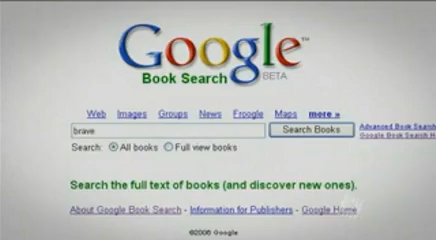 Google™
Book Search BETA
Web Images Groups News Froogle Maps more »
brave Search Books Advanced Book Search
Google Book Search H
Search: All books Full view books
Search the full text of books (and discover new ones).
About Google Book Search - Information for Publishers - Google Home
©2006 Google